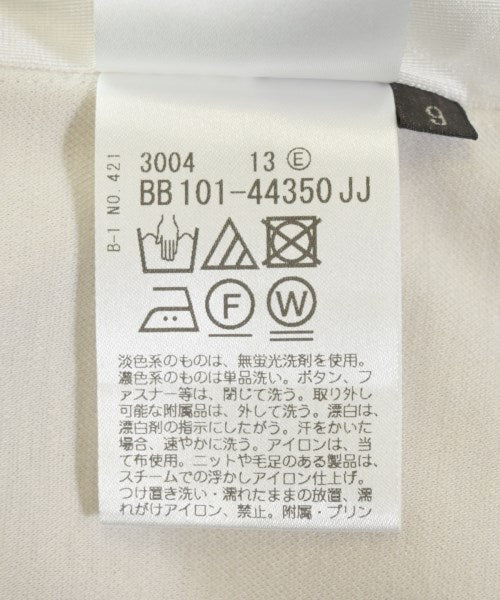 3004 13 Ⓔ
BB101-44350JJ
B-1 NO.421
9
F W
淡色系のものは、無蛍光洗剤を使用。
濃色系のものは単品洗い。ボタン、フ
ァスナー等は、閉じて洗う。取り外し
可能な附属品は、外して洗う。漂白は、
漂白剤の指示にしたがう。汗をかいた
場合、速やかに洗う。アイロンは、当
て布使用。ニットや毛足のある製品は、
スチームでの浮かしアイロン仕上げ。
つけ置き洗い・濡れたままの放置、濡
れがけアイロン、禁止。附属・プリン